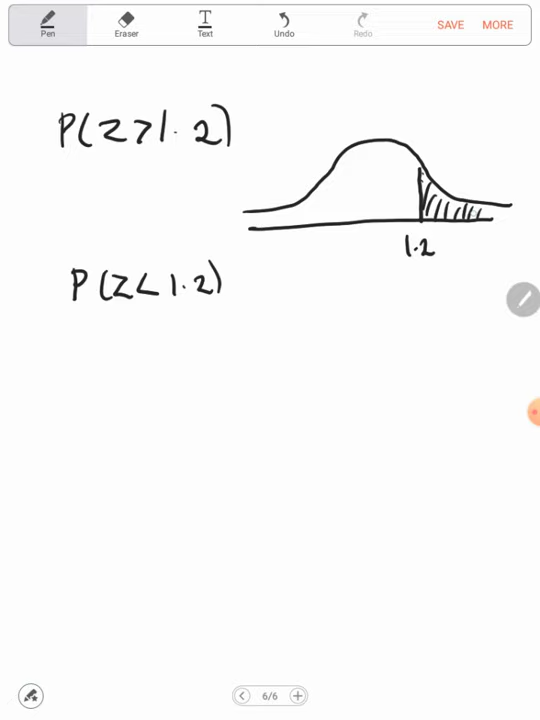 Pen Eraser Text Undo Redo SAVE MORE
P(Z>1.2)
1.2
P(Z<1.2)
6/6